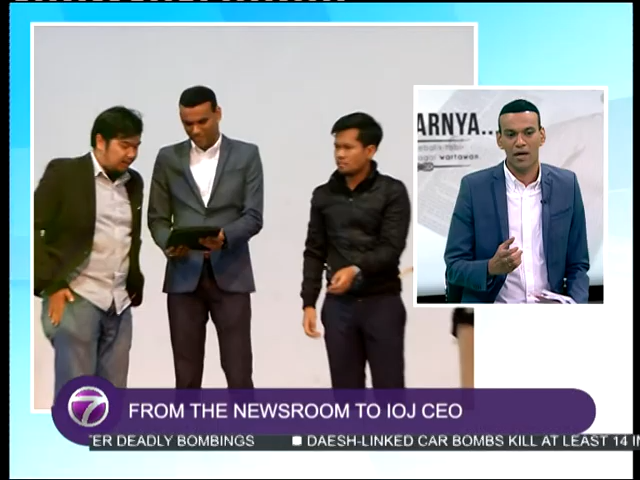 ARNYA...
wartawan.
7
FROM THE NEWSROOM TO IOJ CEO
ER DEADLY BOMBINGS ■ DAESH-LINKED CAR BOMBS KILL AT LEAST 14 IN